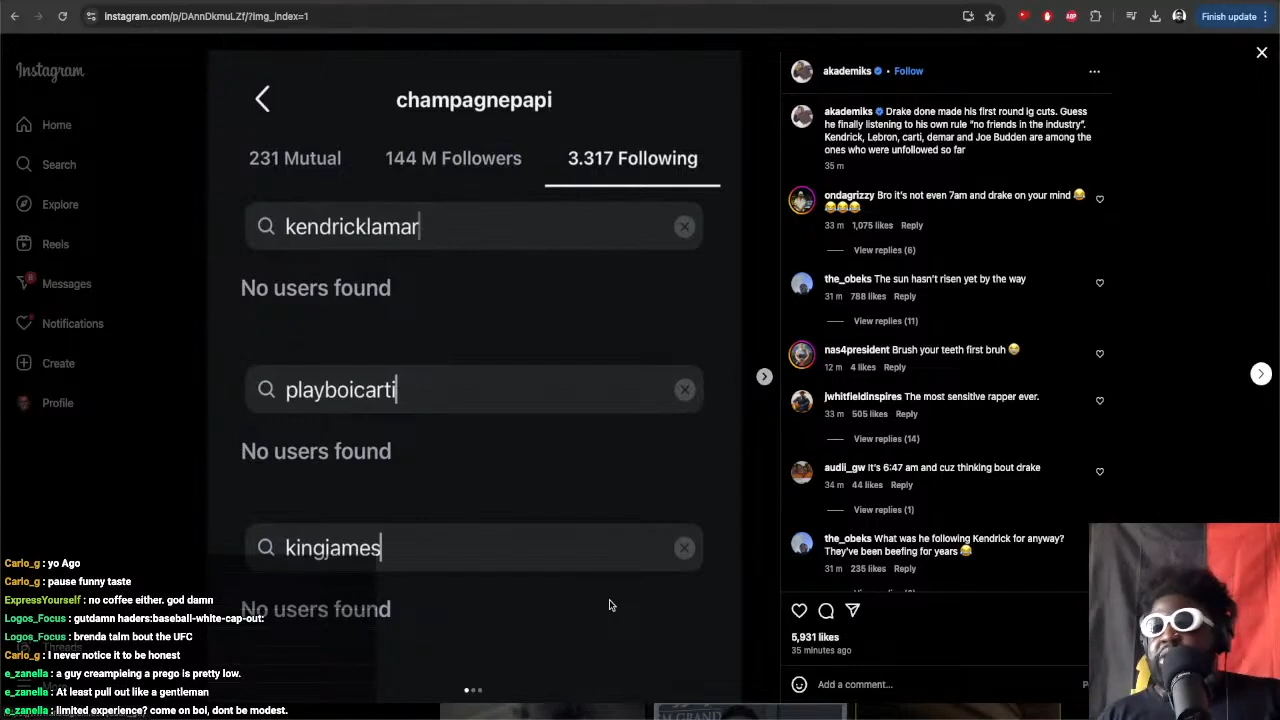 instagram.com/p/DAnnDkmuLZf/?img_index=1
Finish update
Instagram
Home
Search
Explore
Reels
8
Messages
Notifications
Create
Profile
champagnepapi
231 Mutual
144 M Followers
3.317 Following
kendricklamar
No users found
playboicarti
No users found
kingjames
No users found
akademiks • Follow
akademiks Drake done made his first round ig cuts. Guess
he finally listening to his own rule “no friends in the industry”.
Kendrick, Lebron, carti, demar and Joe Budden are among the
ones who were unfollowed so far
35 m
ondagrizzy Bro it's not even 7am and drake on your mind 😂
😂😂😂
33 m 1,075 likes Reply
View replies (6)
the_obeks The sun hasn't risen yet by the way
31 m 788 likes Reply
View replies (11)
nas4president Brush your teeth first bruh 😂
12 m 4 likes Reply
jwhitfieldinspires The most sensitive rapper ever.
33 m 505 likes Reply
View replies (14)
audii_gw It's 6:47 am and cuz thinking bout drake
34 m 44 likes Reply
View replies (1)
the_obeks What was he following Kendrick for anyway?
They've been beefing for years 😂
31 m 235 likes Reply
5,931 likes
35 minutes ago
Add a comment...
Carlo_g : yo Ago
Carlo_g : pause funny taste
ExpressYourself : no coffee either. god damn
Logos_Focus : gutdamn haders:baseball-white-cap-out:
Logos_Focus : brenda talm bout the UFC
Carlo_g : I never notice it to be honest
e_zanella : a guy creampieing a prego is pretty low.
e_zanella : At least pull out like a gentleman
e_zanella : limited experience? come on boi, dont be modest.
Threads